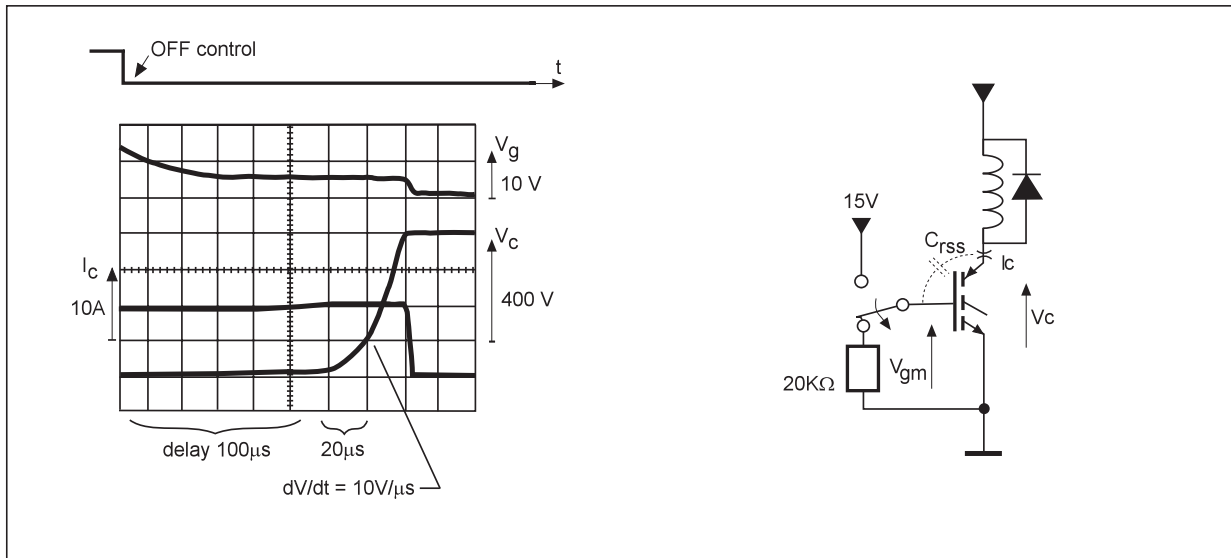 OFF control
t
V_g
10 V
V_c
I_c
10A
400 V
delay 100µs
20µs
dV/dt = 10V/µs
15V
C_rss
Ic
Vc
V_gm
20KΩ